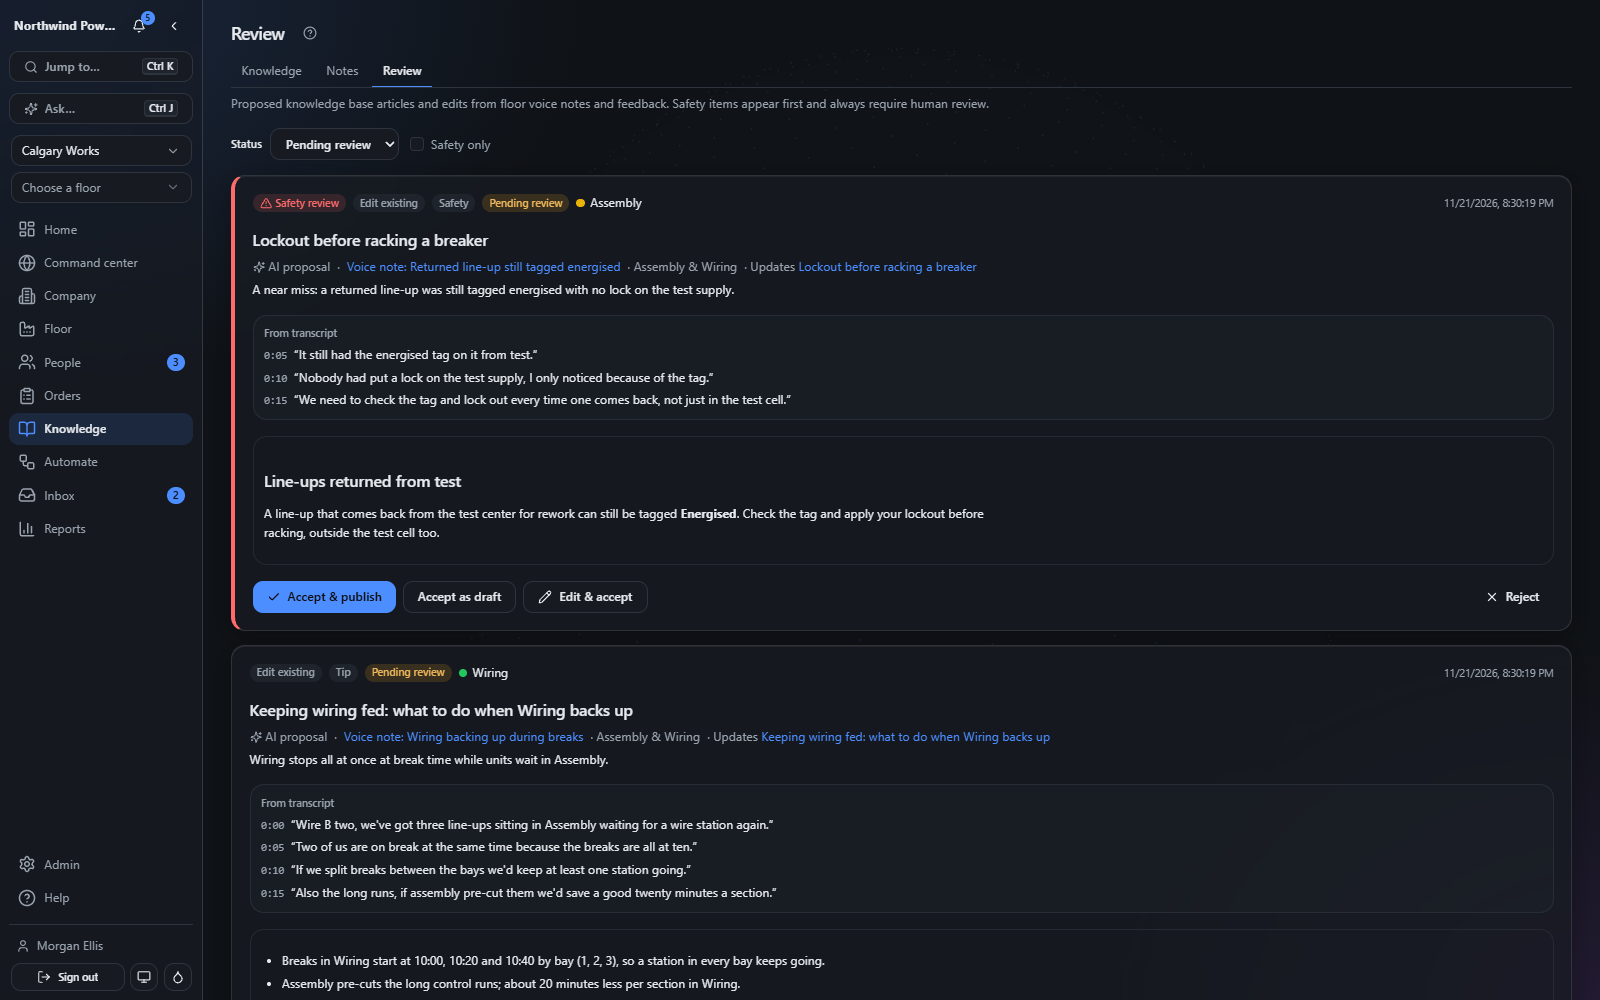 Northwind Pow...
5
Jump to...
Ctrl K
Ask...
Ctrl J
Calgary Works
Choose a floor
Home
Command center
Company
Floor
People
3
Orders
Knowledge
Automate
Inbox
2
Reports
Admin
Help
Morgan Ellis
Sign out
Review
Knowledge Notes Review
Proposed knowledge base articles and edits from floor voice notes and feedback. Safety items appear first and always require human review.
Status Pending review Safety only
Safety review Edit existing Safety Pending review Assembly 11/21/2026, 8:30:19 PM
Lockout before racking a breaker
AI proposal · Voice note: Returned line-up still tagged energised · Assembly & Wiring · Updates Lockout before racking a breaker
A near miss: a returned line-up was still tagged energised with no lock on the test supply.
From transcript
0:05 “It still had the energised tag on it from test.”
0:10 “Nobody had put a lock on the test supply, I only noticed because of the tag.”
0:15 “We need to check the tag and lock out every time one comes back, not just in the test cell.”
Line-ups returned from test
A line-up that comes back from the test center for rework can still be tagged Energised. Check the tag and apply your lockout before
racking, outside the test cell too.
Accept & publish Accept as draft Edit & accept Reject
Edit existing Tip Pending review Wiring 11/21/2026, 8:30:19 PM
Keeping wiring fed: what to do when Wiring backs up
AI proposal · Voice note: Wiring backing up during breaks · Assembly & Wiring · Updates Keeping wiring fed: what to do when Wiring backs up
Wiring stops all at once at break time while units wait in Assembly.
From transcript
0:00 “Wire B two, we've got three line-ups sitting in Assembly waiting for a wire station again.”
0:05 “Two of us are on break at the same time because the breaks are all at ten.”
0:10 “If we split breaks between the bays we'd keep at least one station going.”
0:15 “Also the long runs, if assembly pre-cut them we'd save a good twenty minutes a section.”
• Breaks in Wiring start at 10:00, 10:20 and 10:40 by bay (1, 2, 3), so a station in every bay keeps going.
• Assembly pre-cuts the long control runs; about 20 minutes less per section in Wiring.